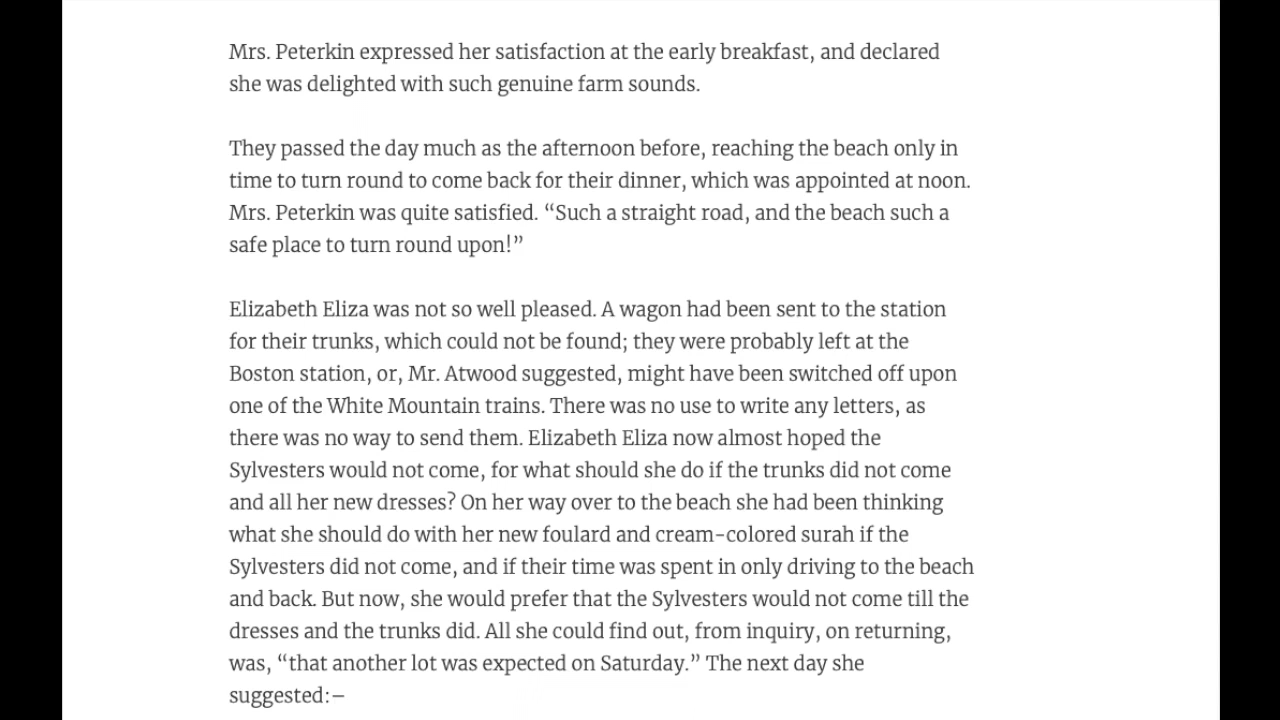 Mrs. Peterkin expressed her satisfaction at the early breakfast, and declared
she was delighted with such genuine farm sounds.
They passed the day much as the afternoon before, reaching the beach only in
time to turn round to come back for their dinner, which was appointed at noon.
Mrs. Peterkin was quite satisfied. “Such a straight road, and the beach such a
safe place to turn round upon!”
Elizabeth Eliza was not so well pleased. A wagon had been sent to the station
for their trunks, which could not be found; they were probably left at the
Boston station, or, Mr. Atwood suggested, might have been switched off upon
one of the White Mountain trains. There was no use to write any letters, as
there was no way to send them. Elizabeth Eliza now almost hoped the
Sylvesters would not come, for what should she do if the trunks did not come
and all her new dresses? On her way over to the beach she had been thinking
what she should do with her new foulard and cream-colored surah if the
Sylvesters did not come, and if their time was spent in only driving to the beach
and back. But now, she would prefer that the Sylvesters would not come till the
dresses and the trunks did. All she could find out, from inquiry, on returning,
was, “that another lot was expected on Saturday.” The next day she
suggested:–